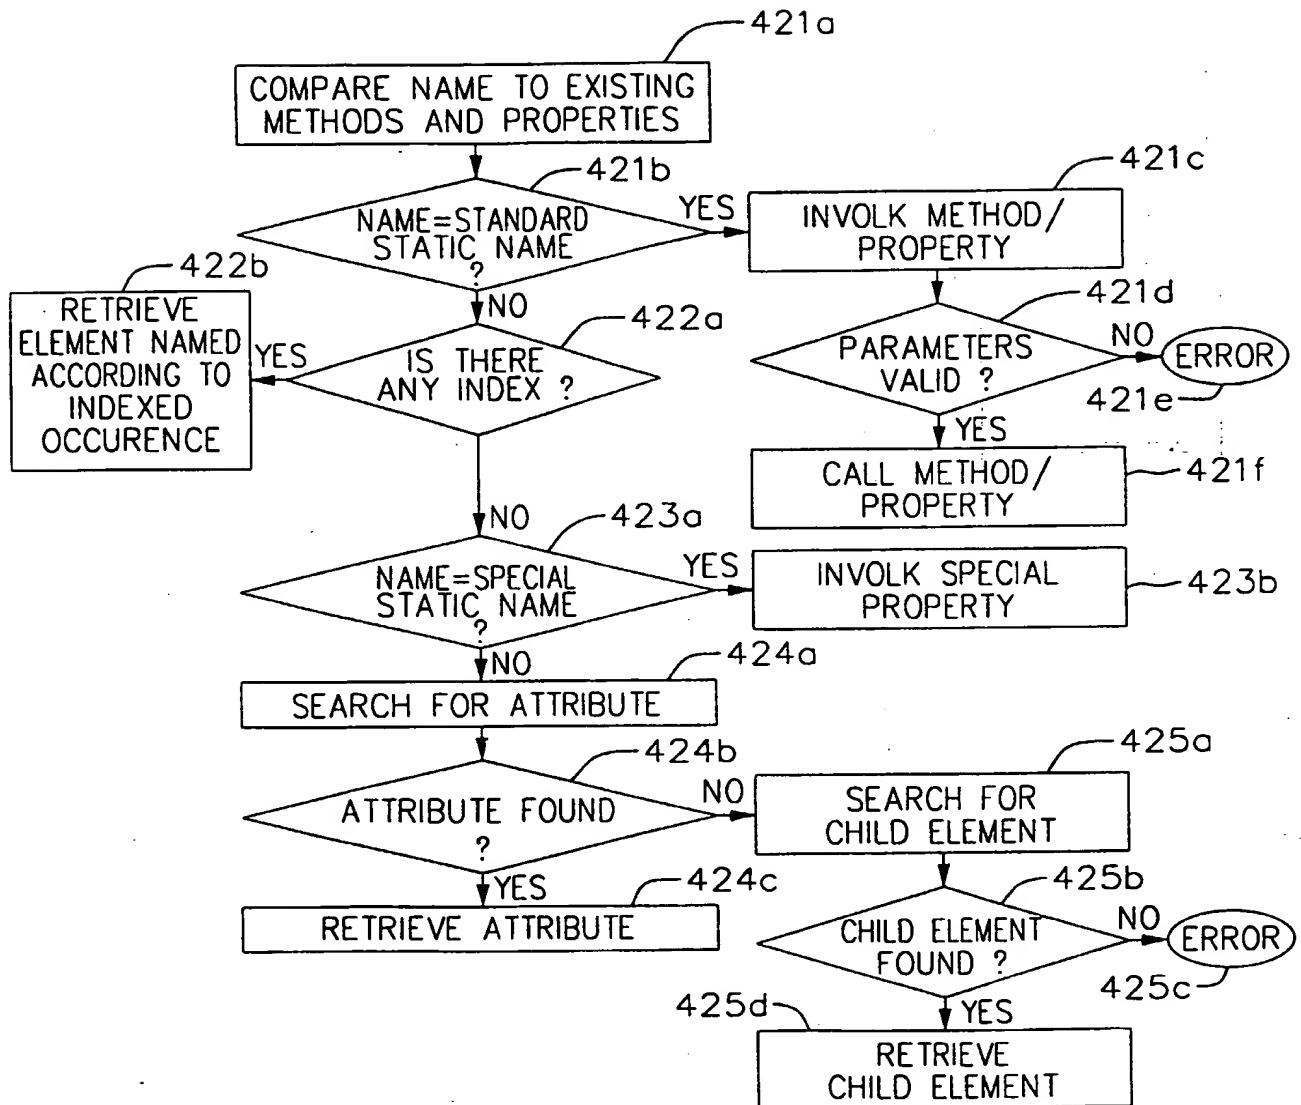 421a
COMPARE NAME TO EXISTING
METHODS AND PROPERTIES
421b
NAME=STANDARD
STATIC NAME
?
YES
421c
INVOLK METHOD/
PROPERTY
NO
421d
PARAMETERS
VALID ?
NO
ERROR
421e
YES
CALL METHOD/
PROPERTY
421f
422a
IS THERE
ANY INDEX ?
YES
422b
RETRIEVE
ELEMENT NAMED
ACCORDING TO
INDEXED
OCCURENCE
NO
423a
NAME=SPECIAL
STATIC NAME
?
YES
INVOLK SPECIAL
PROPERTY
423b
NO
424a
SEARCH FOR ATTRIBUTE
424b
ATTRIBUTE FOUND
?
YES
424c
RETRIEVE ATTRIBUTE
NO
425a
SEARCH FOR
CHILD ELEMENT
425b
CHILD ELEMENT
FOUND ?
NO
ERROR
425c
YES
425d
RETRIEVE
CHILD ELEMENT